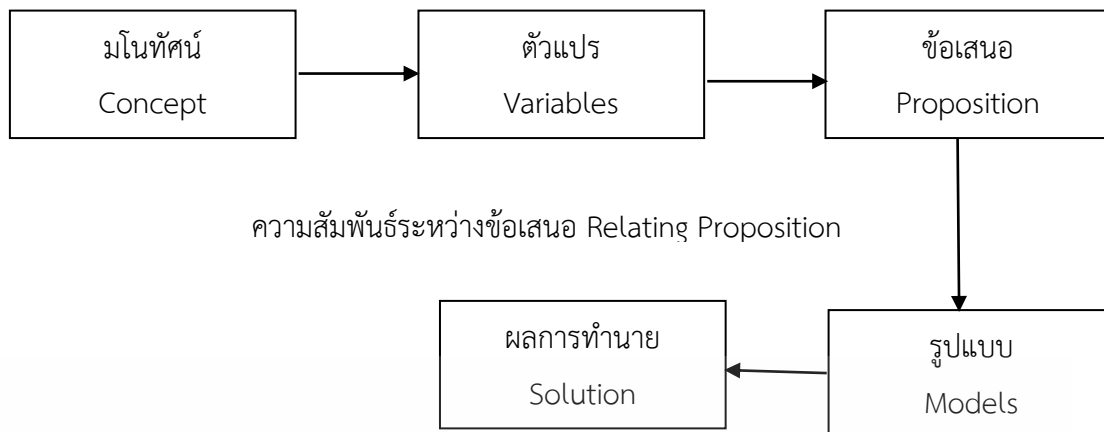 มโนทัศน์
Concept
ตัวแปร
Variables
ข้อเสนอ
Proposition
ความสัมพันธ์ระหว่างข้อเสนอ Relating Proposition
ผลการทำนาย
Solution
รูปแบบ
Models